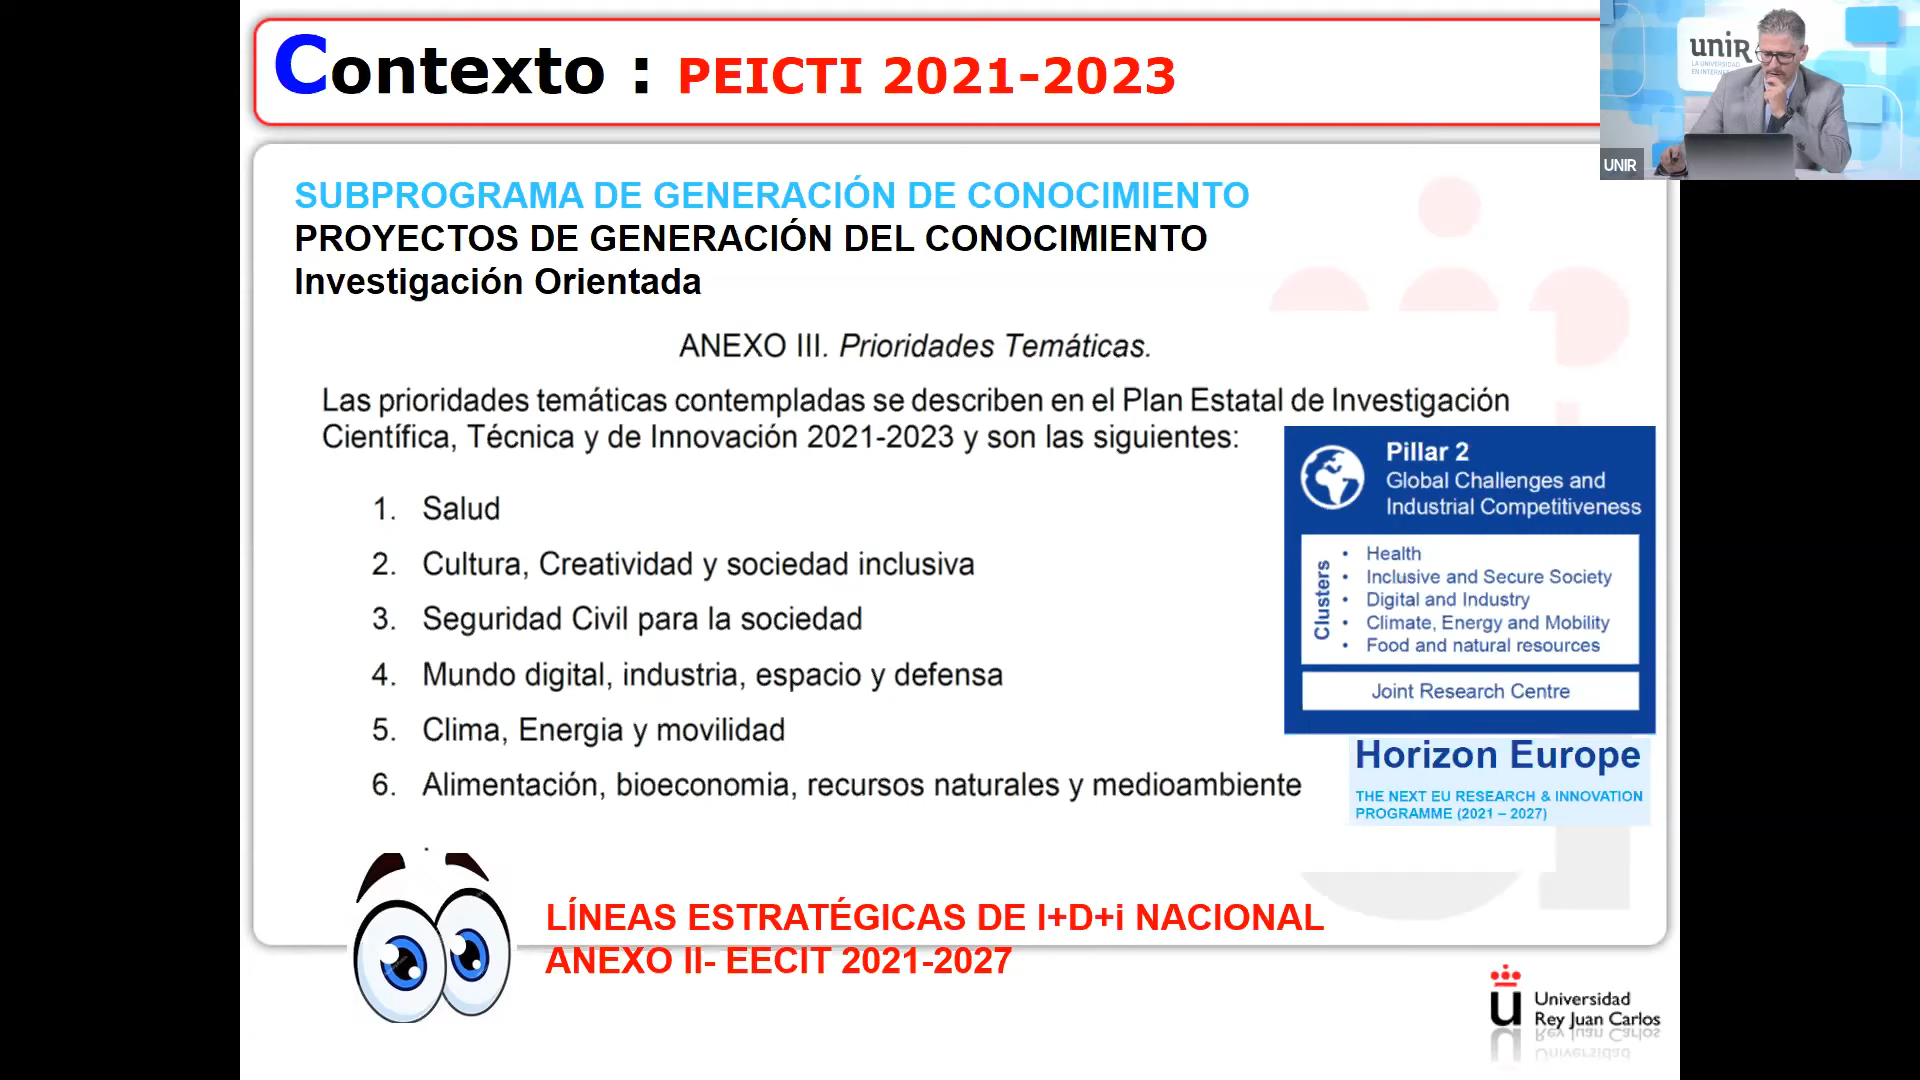 Contexto : PEICTI 2021-2023
uniR
LA UNIVERSIDAD
EN INTERNET
UNIR
SUBPROGRAMA DE GENERACIÓN DE CONOCIMIENTO
PROYECTOS DE GENERACIÓN DEL CONOCIMIENTO
Investigación Orientada
ANEXO III. Prioridades Temáticas.
Las prioridades temáticas contempladas se describen en el Plan Estatal de Investigación
Científica, Técnica y de Innovación 2021-2023 y son las siguientes:
1. Salud
2. Cultura, Creatividad y sociedad inclusiva
3. Seguridad Civil para la sociedad
4. Mundo digital, industria, espacio y defensa
5. Clima, Energia y movilidad
6. Alimentación, bioeconomia, recursos naturales y medioambiente
Pillar 2
Global Challenges and
Industrial Competitiveness
Clusters
• Health
• Inclusive and Secure Society
• Digital and Industry
• Climate, Energy and Mobility
• Food and natural resources
Joint Research Centre
Horizon Europe
THE NEXT EU RESEARCH & INNOVATION
PROGRAMME (2021 – 2027)
LÍNEAS ESTRATÉGICAS DE I+D+i NACIONAL
ANEXO II- EECIT 2021-2027
u
Universidad
Rey Juan Carlos